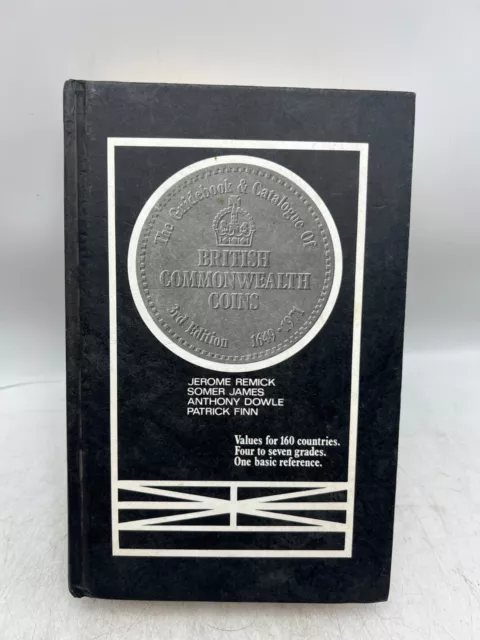 The Guidebook & Catalogue Of
BRITISH
COMMONWEALTH
COINS
3rd Edition - 1649 - 1971
JEROME REMICK
SOMER JAMES
ANTHONY DOWLE
PATRICK FINN
Values for 160 countries.
Four to seven grades.
One basic reference.